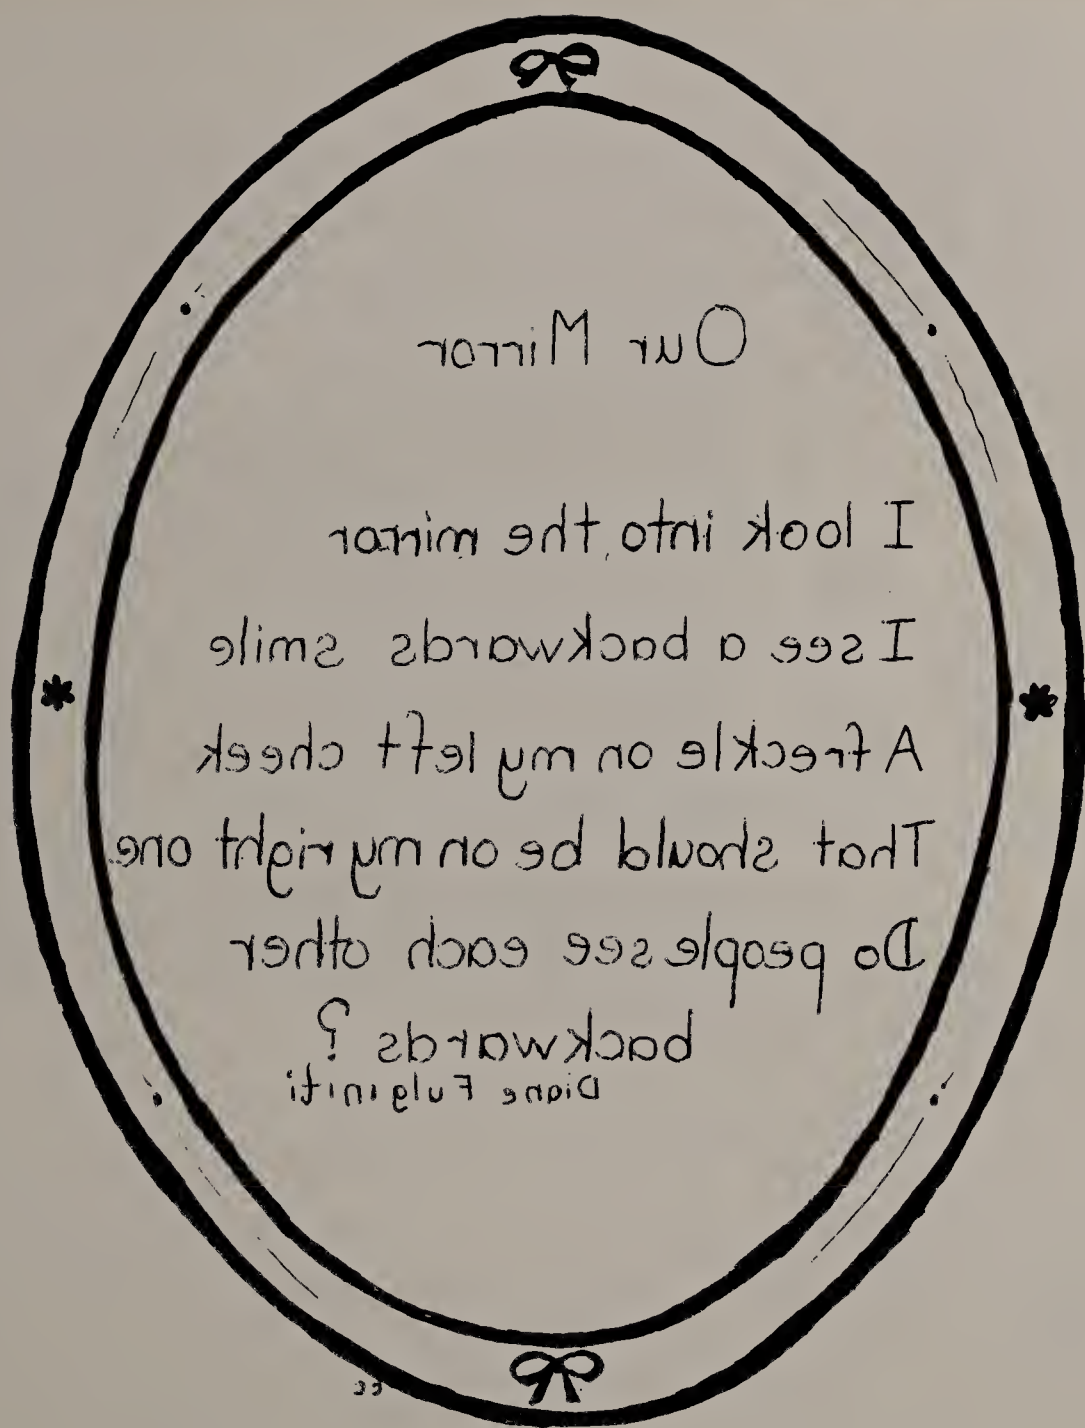 Our Mirror
I look into the mirror
I see a backwards smile
A freckle on my left cheek
That should be on my right one.
Do people see each other
backwards?
Diane Fulginiti